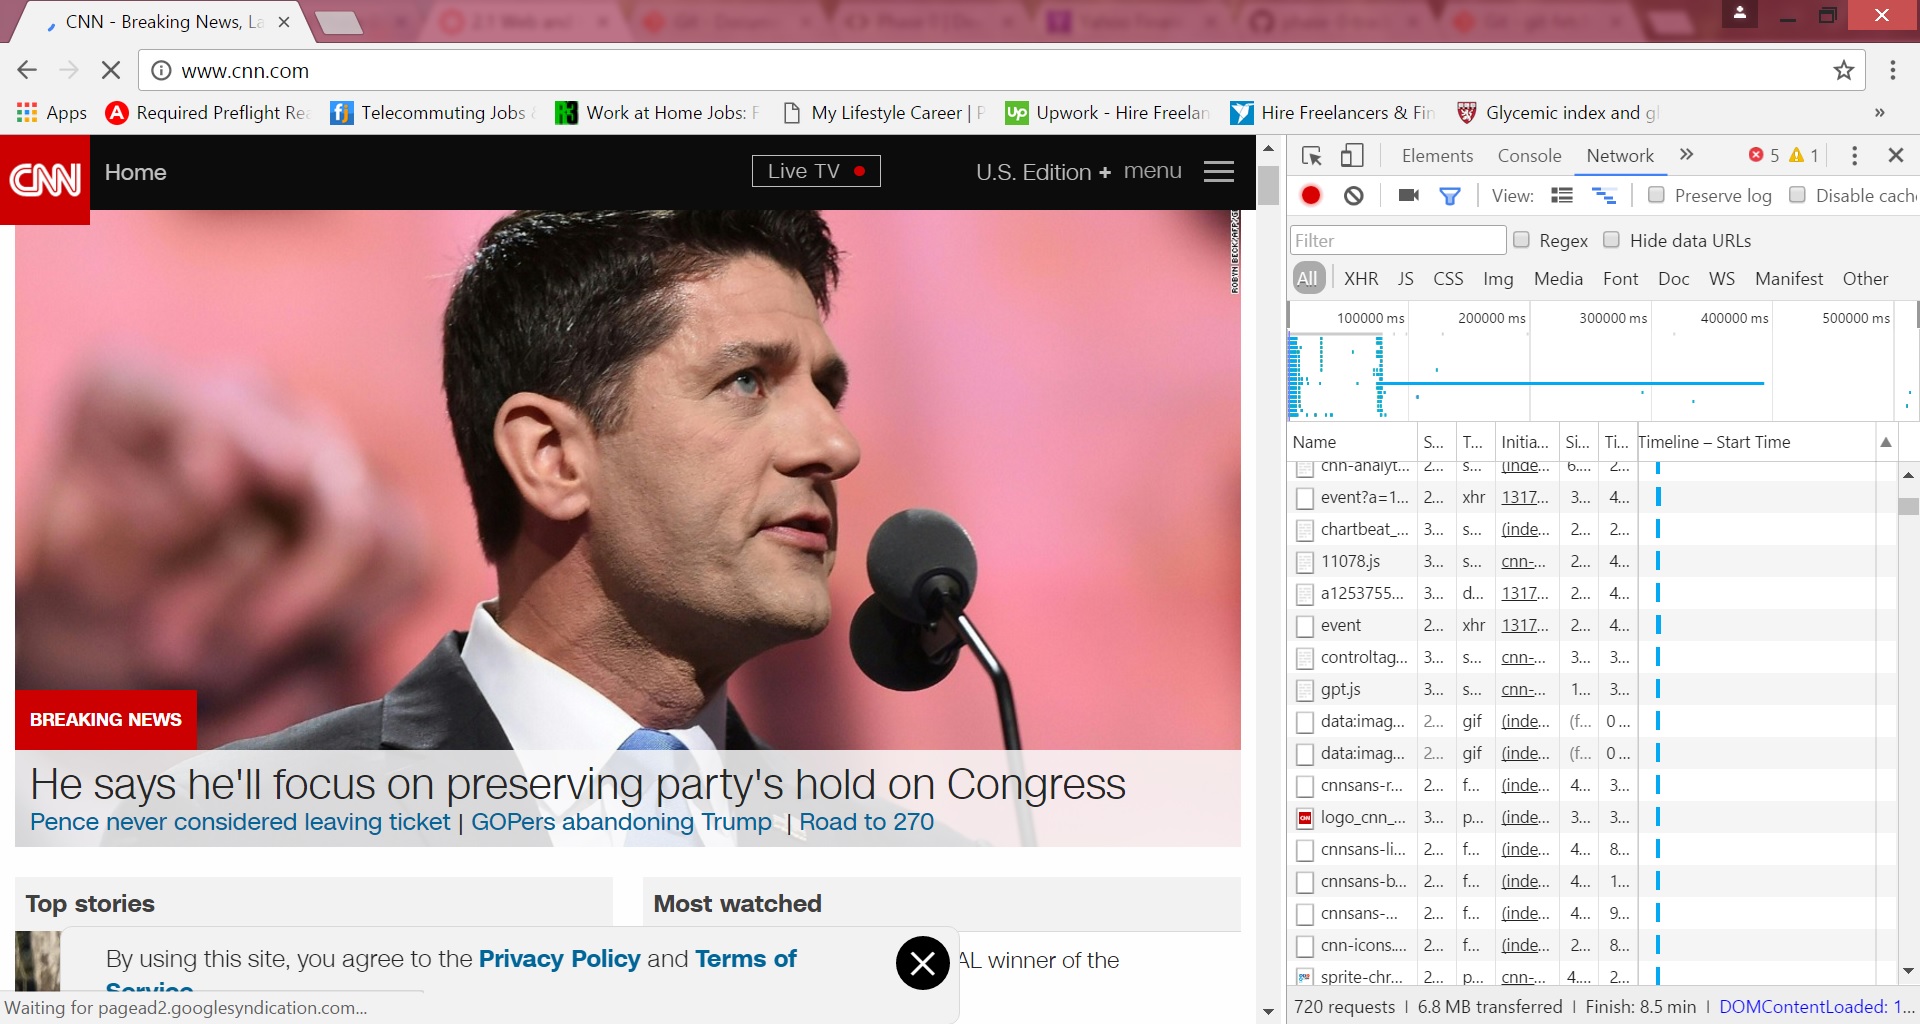 CNN - Breaking News, La
www.cnn.com
Apps
Required Preflight Rea
Telecommuting Jobs &
Work at Home Jobs: F
My Lifestyle Career | P
Upwork - Hire Freelan
Hire Freelancers & Fin
Glycemic index and gl
»
CNN
Home
Live TV
U.S. Edition +
menu
ROBYN BECK/AFP/G
BREAKING NEWS
He says he'll focus on preserving party's hold on Congress
Pence never considered leaving ticket | GOPers abandoning Trump | Road to 270
Top stories
Most watched
By using this site, you agree to the Privacy Policy and Terms of
Service
AL winner of the
Waiting for pagead2.googlesyndication.com...
Elements Console Network » 5 1
View: Preserve log Disable cach
Filter Regex Hide data URLs
All XHR JS CSS Img Media Font Doc WS Manifest Other
100000 ms 200000 ms 300000 ms 400000 ms 500000 ms
Name S... T... Initia... Si... Ti... Timeline – Start Time
cnn-analyt... 2... s... (inde... 6.... 2...
event?a=1... 2... xhr 1317... 3... 4...
chartbeat_... 3... s... (inde... 2... 2...
11078.js 3... s... cnn-... 2... 4...
a1253755... 3... d... 1317... 2... 4...
event 2... xhr 1317... 2... 4...
controltag... 3... s... cnn-... 3... 3...
gpt.js 3... s... cnn-... 1... 3...
data:imag... 2... gif (inde... (f... 0 ...
data:imag... 2... gif (inde... (f... 0 ...
cnnsans-r... 2... f... (inde... 4... 3...
logo_cnn_... 3... p... (inde... 3... 3...
cnnsans-li... 2... f... (inde... 4... 8...
cnnsans-b... 2... f... (inde... 4... 1...
cnnsans-... 2... f... (inde... 4... 9...
cnn-icons.... 2... f... (inde... 2... 8...
sprite-chr... 2... p... cnn-... 4.... 2...
720 requests | 6.8 MB transferred | Finish: 8.5 min | DOMContentLoaded: 1...